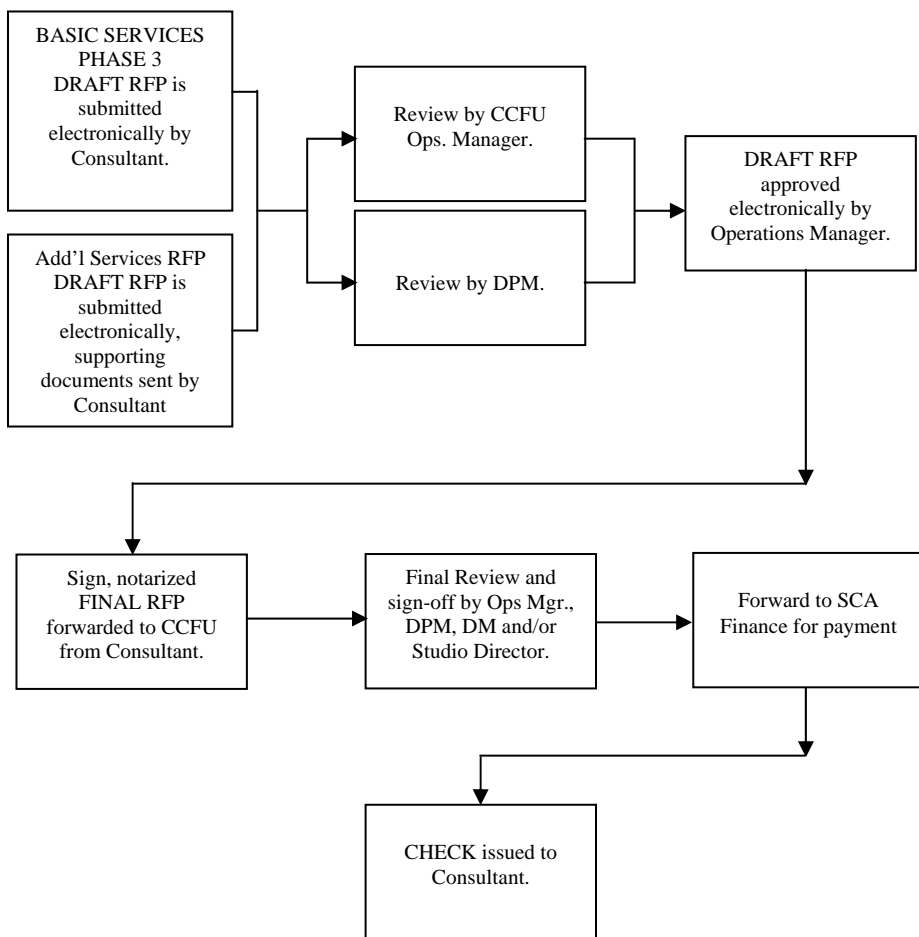 BASIC SERVICES
PHASE 3
DRAFT RFP is
submitted
electronically by
Consultant.
Add'l Services RFP
DRAFT RFP is
submitted
electronically,
supporting
documents sent by
Consultant
Review by CCFU
Ops. Manager.
Review by DPM.
DRAFT RFP
approved
electronically by
Operations Manager.
Sign, notarized
FINAL RFP
forwarded to CCFU
from Consultant.
Final Review and
sign-off by Ops Mgr.,
DPM, DM and/or
Studio Director.
Forward to SCA
Finance for payment
CHECK issued to
Consultant.